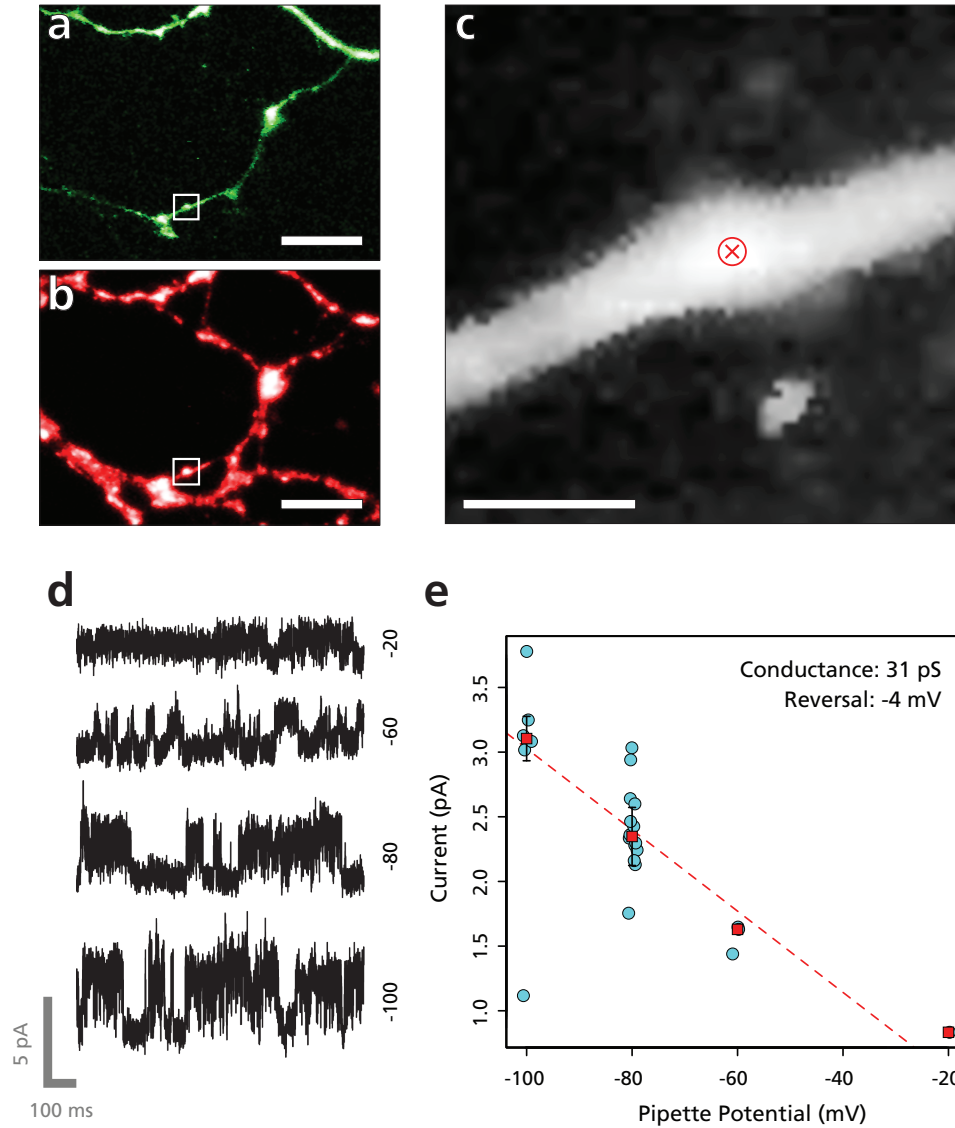 a
b
c
d
-20
-60
-80
-100
5 pA
100 ms
e
Conductance: 31 pS
Reversal: -4 mV
Current (pA)
3.5
3.0
2.5
2.0
1.5
1.0
-100 -80 -60 -40 -20
Pipette Potential (mV)